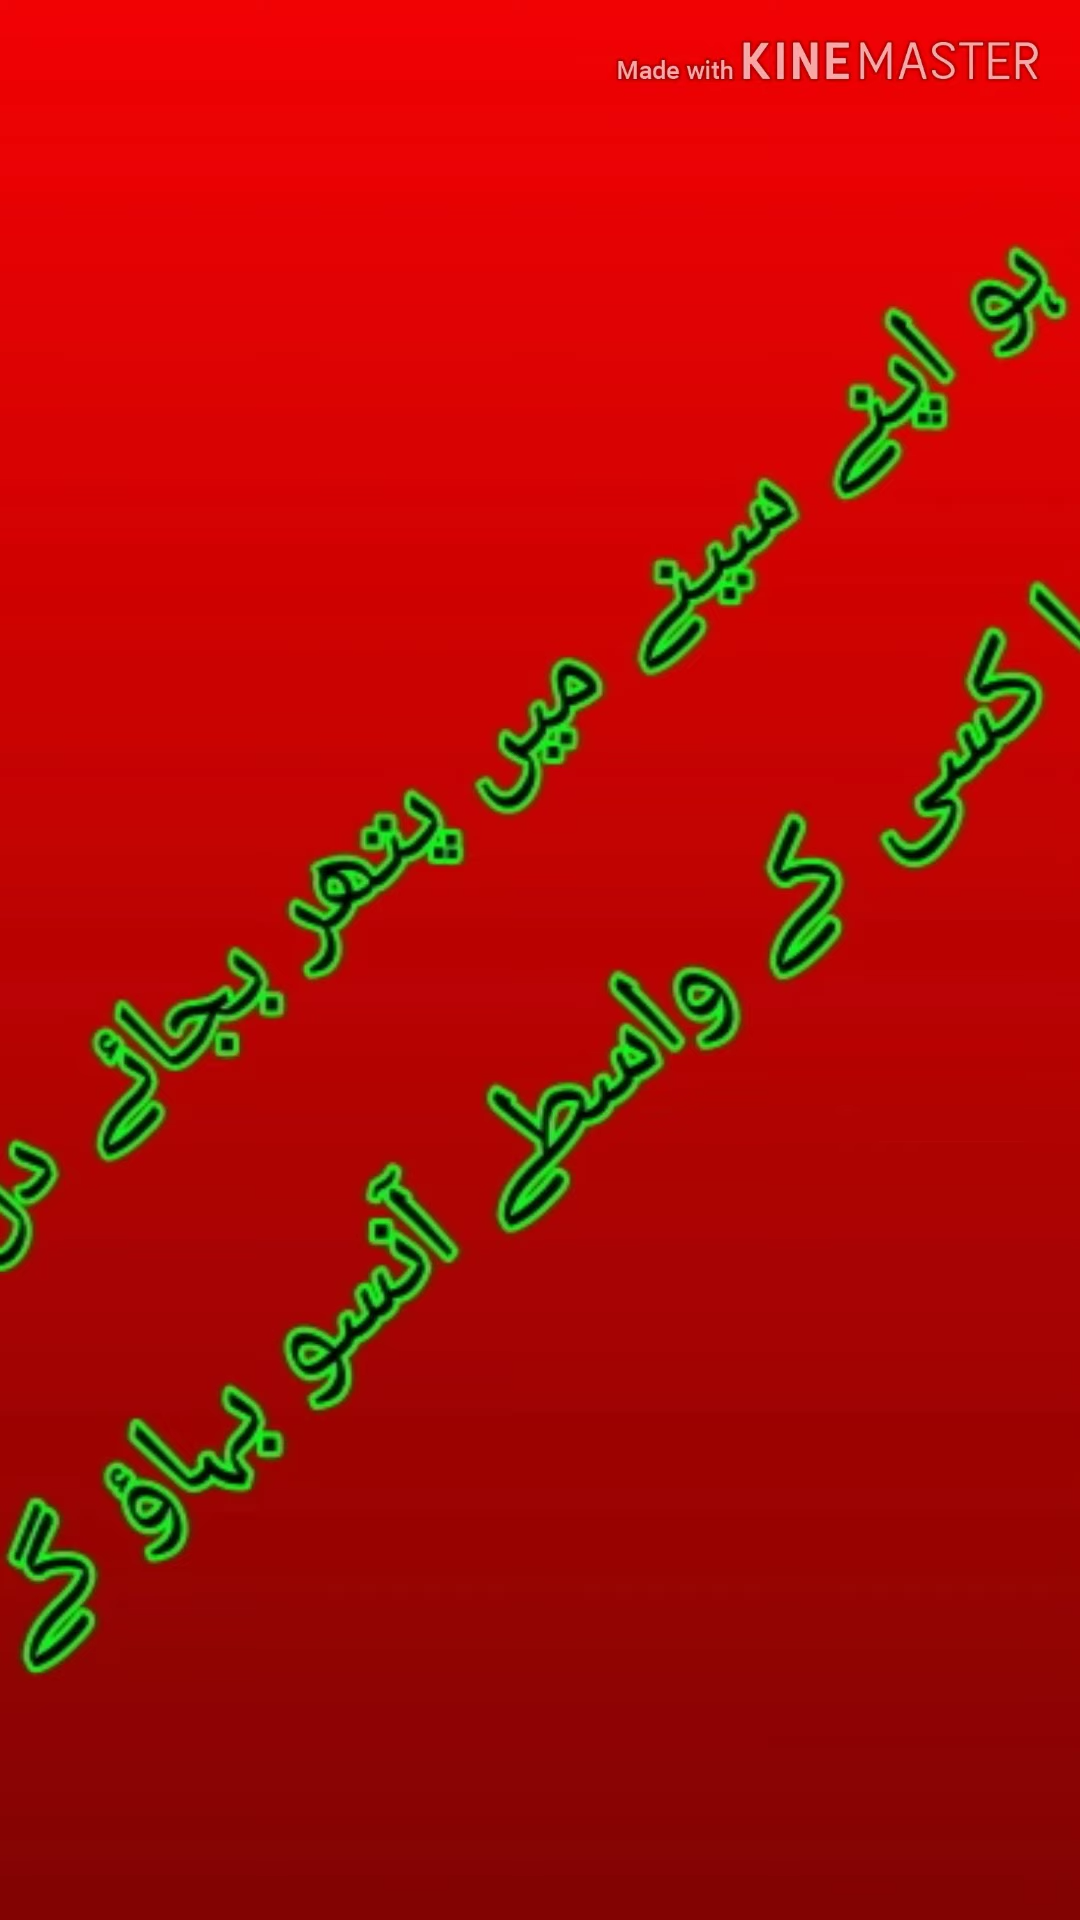 Made with KINEMASTER
ہو اپنے سینے میں پتھر بجائے دل
ا کسی کے واسطے آنسو بہاؤ گے